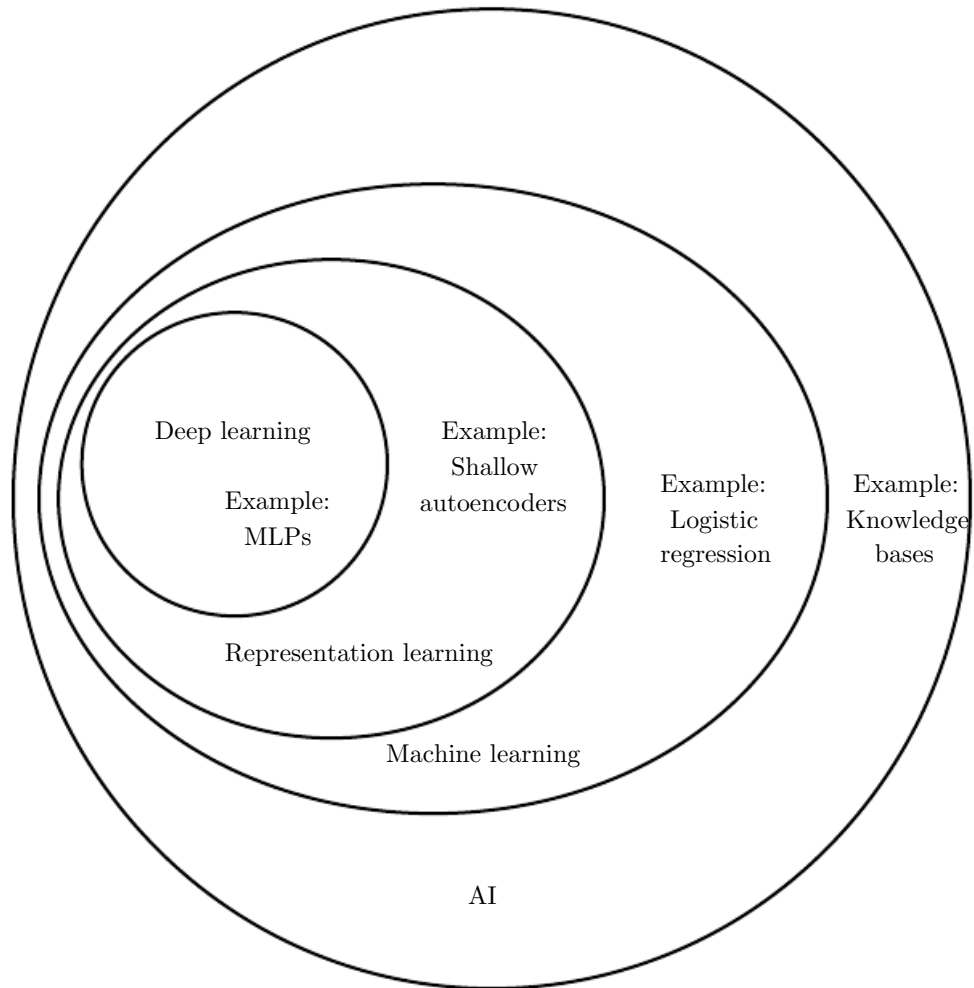 Deep learning
Example:
MLPs
Example:
Shallow
autoencoders
Example:
Logistic
regression
Example:
Knowledge
bases
Representation learning
Machine learning
AI